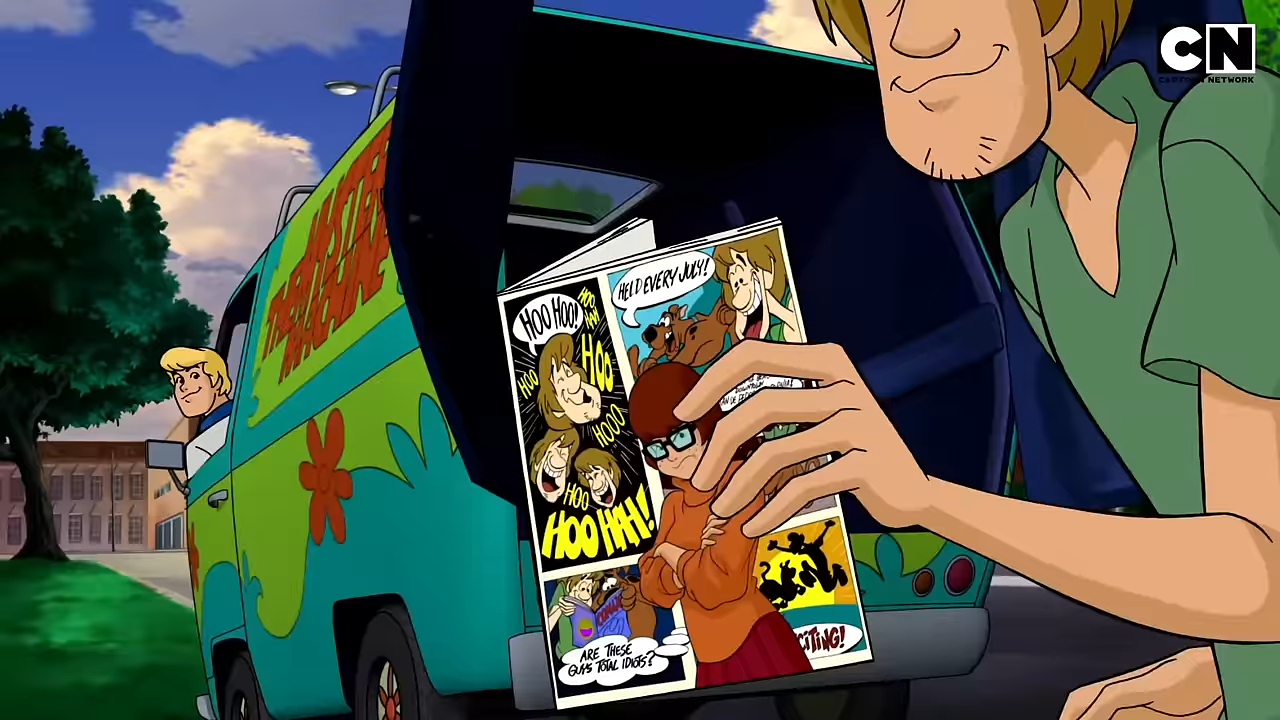 CN
CARTOON NETWORK
MYSTERY
MACHINE
HOO HOO!
HOO
HAH
HOO
HOO
HOOO
HOO
HOO HAH!
HELD EVERY JULY!
ARE THESE
GUYS TOTAL IDIOTS?
CITING!